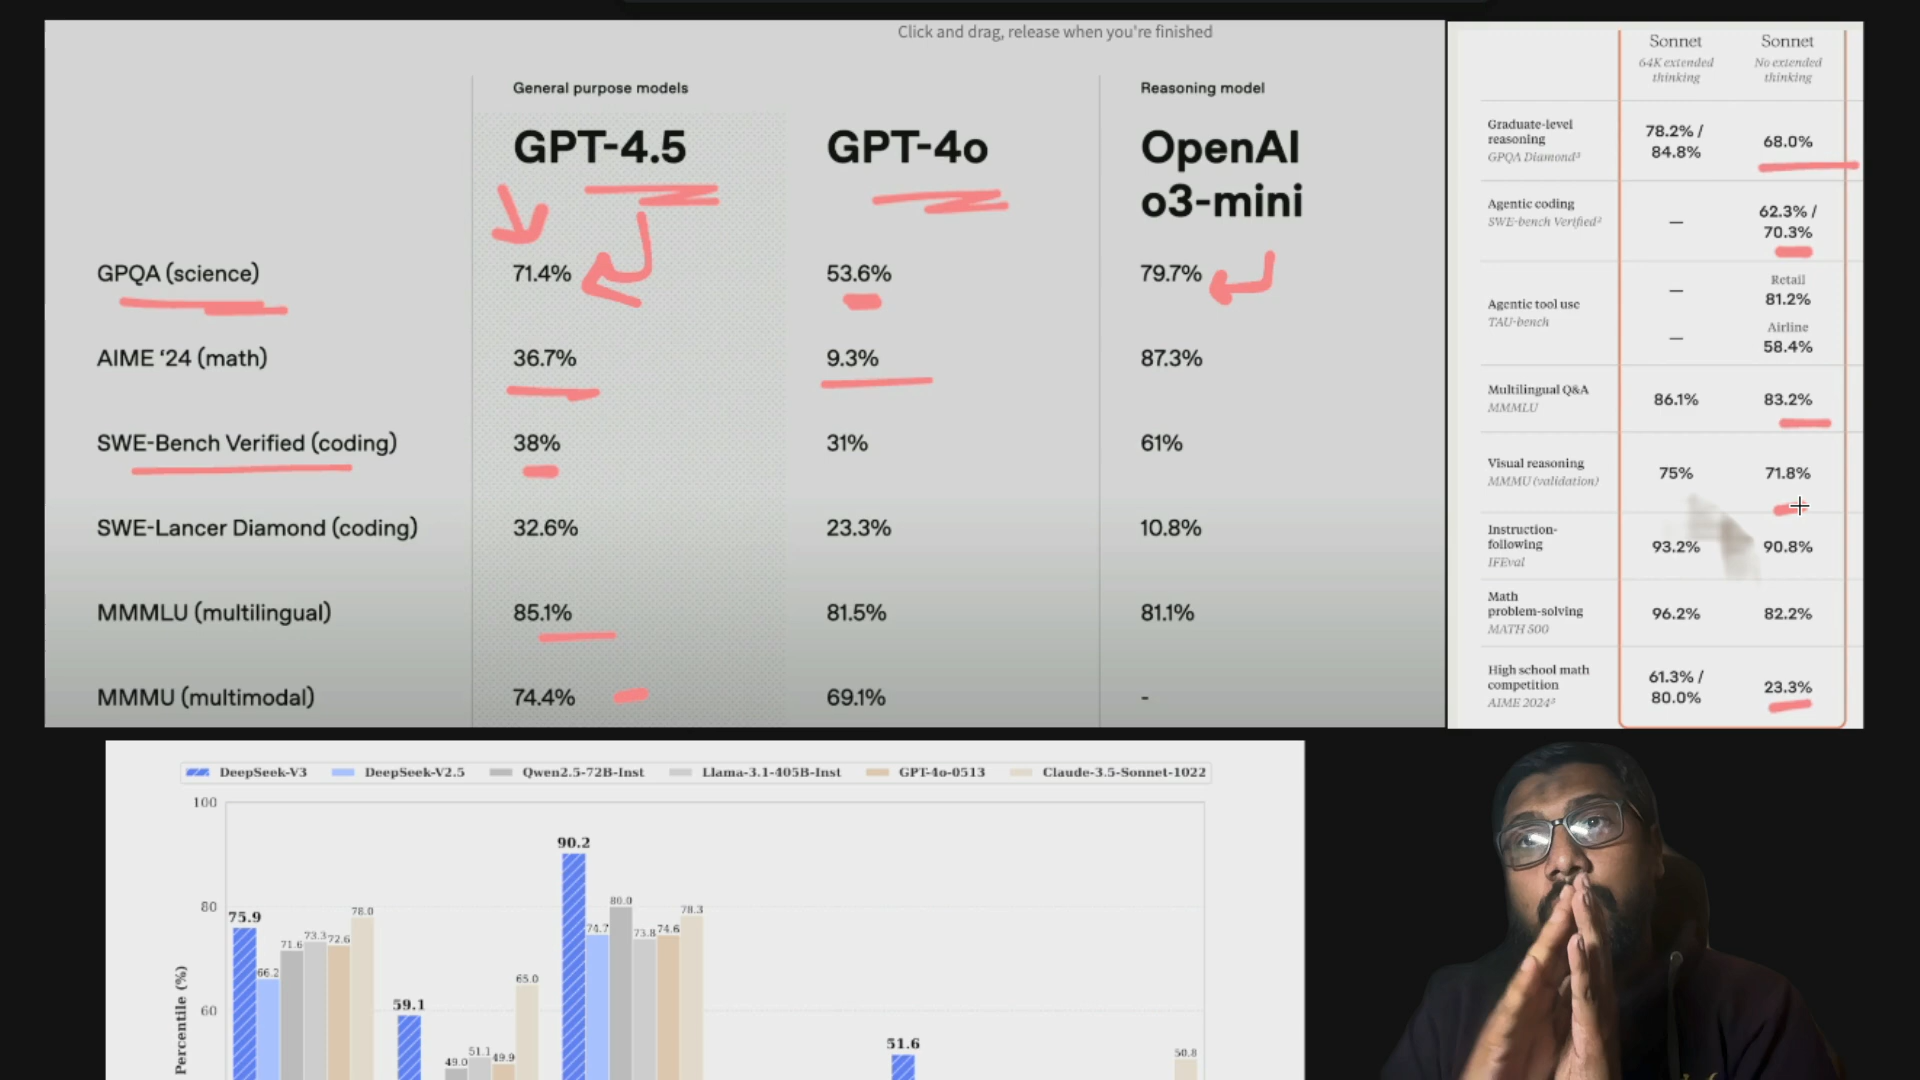 Click and drag, release when you're finished
General purpose models
Reasoning model
GPT-4.5
GPT-4o
OpenAI
o3-mini
GPQA (science)
71.4%
53.6%
79.7%
AIME ‘24 (math)
36.7%
9.3%
87.3%
SWE-Bench Verified (coding)
38%
31%
61%
SWE-Lancer Diamond (coding)
32.6%
23.3%
10.8%
MMMLU (multilingual)
85.1%
81.5%
81.1%
MMMU (multimodal)
74.4%
69.1%
-
Sonnet
64K extended
thinking
Sonnet
No extended
thinking
Graduate-level
reasoning
GPQA Diamond³
78.2% /
84.8%
68.0%
Agentic coding
SWE-bench Verified²
—
62.3% /
70.3%
Agentic tool use
TAU-bench
—
Retail
81.2%
—
Airline
58.4%
Multilingual Q&A
MMMLU
86.1%
83.2%
Visual reasoning
MMMU (validation)
75%
71.8%
Instruction-
following
IFEval
93.2%
90.8%
Math
problem-solving
MATH 500
96.2%
82.2%
High school math
competition
AIME 2024³
61.3% /
80.0%
23.3%
DeepSeek-V3
DeepSeek-V2.5
Qwen2.5-72B-Inst
Llama-3.1-405B-Inst
GPT-4o-0513
Claude-3.5-Sonnet-1022
100
80
60
Percentile (%)
75.9
66.2
71.6
73.3
72.6
78.0
59.1
49.0
51.1
49.9
65.0
90.2
74.7
80.0
73.8
74.6
78.3
51.6
50.8